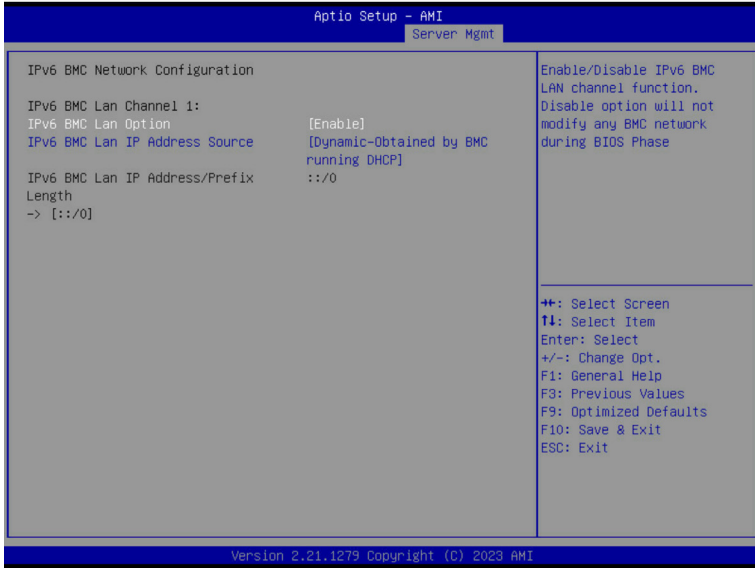 Aptio Setup - AMI
Server Mgmt
IPv6 BMC Network Configuration
IPv6 BMC Lan Channel 1:
IPv6 BMC Lan Option [Enable]
IPv6 BMC Lan IP Address Source [Dynamic-Obtained by BMC
running DHCP]
IPv6 BMC Lan IP Address/Prefix ::/0
Length
-> [::/0]
Enable/Disable IPv6 BMC
LAN channel function.
Disable option will not
modify any BMC network
during BIOS Phase
→←: Select Screen
↑↓: Select Item
Enter: Select
+/-: Change Opt.
F1: General Help
F3: Previous Values
F9: Optimized Defaults
F10: Save & Exit
ESC: Exit
Version 2.21.1279 Copyright (C) 2023 AMI